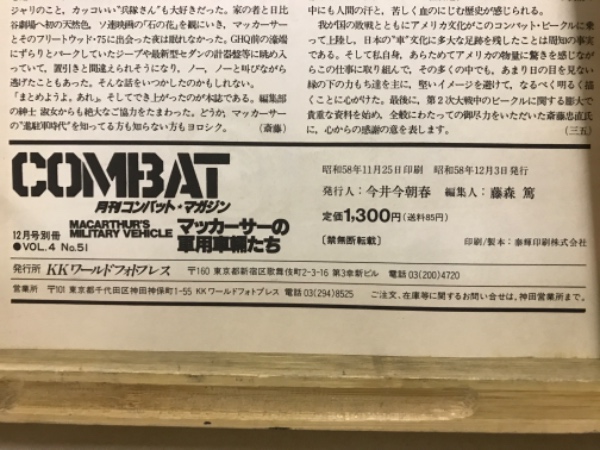 ジャリのこと、カッコいい"兵隊さん"も大好きだった。家の者と日比
谷劇場へ初の天然色、ソ連映画の「石の花」を観にいき、マッカーサー
とそのフリートウッド・75に出会った夜は眠れなかった。GHQ前の濠端
にずらりとパークしていたジープや最新型セダンの計器盤等に眺め入
っていて、置引きと間違えられそうになり、ノー、ノーと叫びながら
逃げたこともあった。そんな話をいつかしたのかもしれない。
「まとめようよ、あれ」。そしてでき上がったのが本誌である。編集部
の紳士 淑女からも絶大なご協力をたまわった。どうか、マッカーサー
の"進駐軍時代"を知ってる方も知らない方もヨロシク。 (斎藤)
中にも人間の汗と、苦しく血のにじむ歴史が感じられる。
我が国の敗戦とともにアメリカ文化がこのコンバット・ビークルに乗
って上陸し、日本の"車"文化に多大な足跡を残したことは周知の事実
である。そして私自身、あらためてアメリカの物量に驚きを感じなが
らこの仕事に取り組んで、その多くの中でも、あまり日の目を見ない
縁の下の力もち達を主に、堅いイメージを避けて、なるべく明るく描
くことに心がけた。最後に、第2次大戦中のビークルに関する膨大で
貴重な資料を始め、全般にわたっての御尽力をいただいた斎藤忠直氏
に、心からの感謝の意を表します。 (三五)
COMBAT
月刊コンバット・マガジン
12月号別冊 MACARTHUR'S MILITARY VEHICLE マッカーサーの軍用車輌たち
●VOL.4 No.51
昭和58年11月25日印刷 昭和58年12月3日発行
発行人：今井今朝春 編集人：藤森 篤
定価1,300円(送料85円)
〔禁無断転載〕 印刷/製本：泰輝印刷株式会社
発行所 KKワールドフォトプレス 〒160 東京都新宿区歌舞伎町2-3-16 第3幸新ビル 電話03(200)4720
営業所 〒101 東京都千代田区神田神保町1-55 KKワールドフォトプレス 電話03(294)8525 ご注文、在庫等に関するお問い合せは、神田営業所まで。